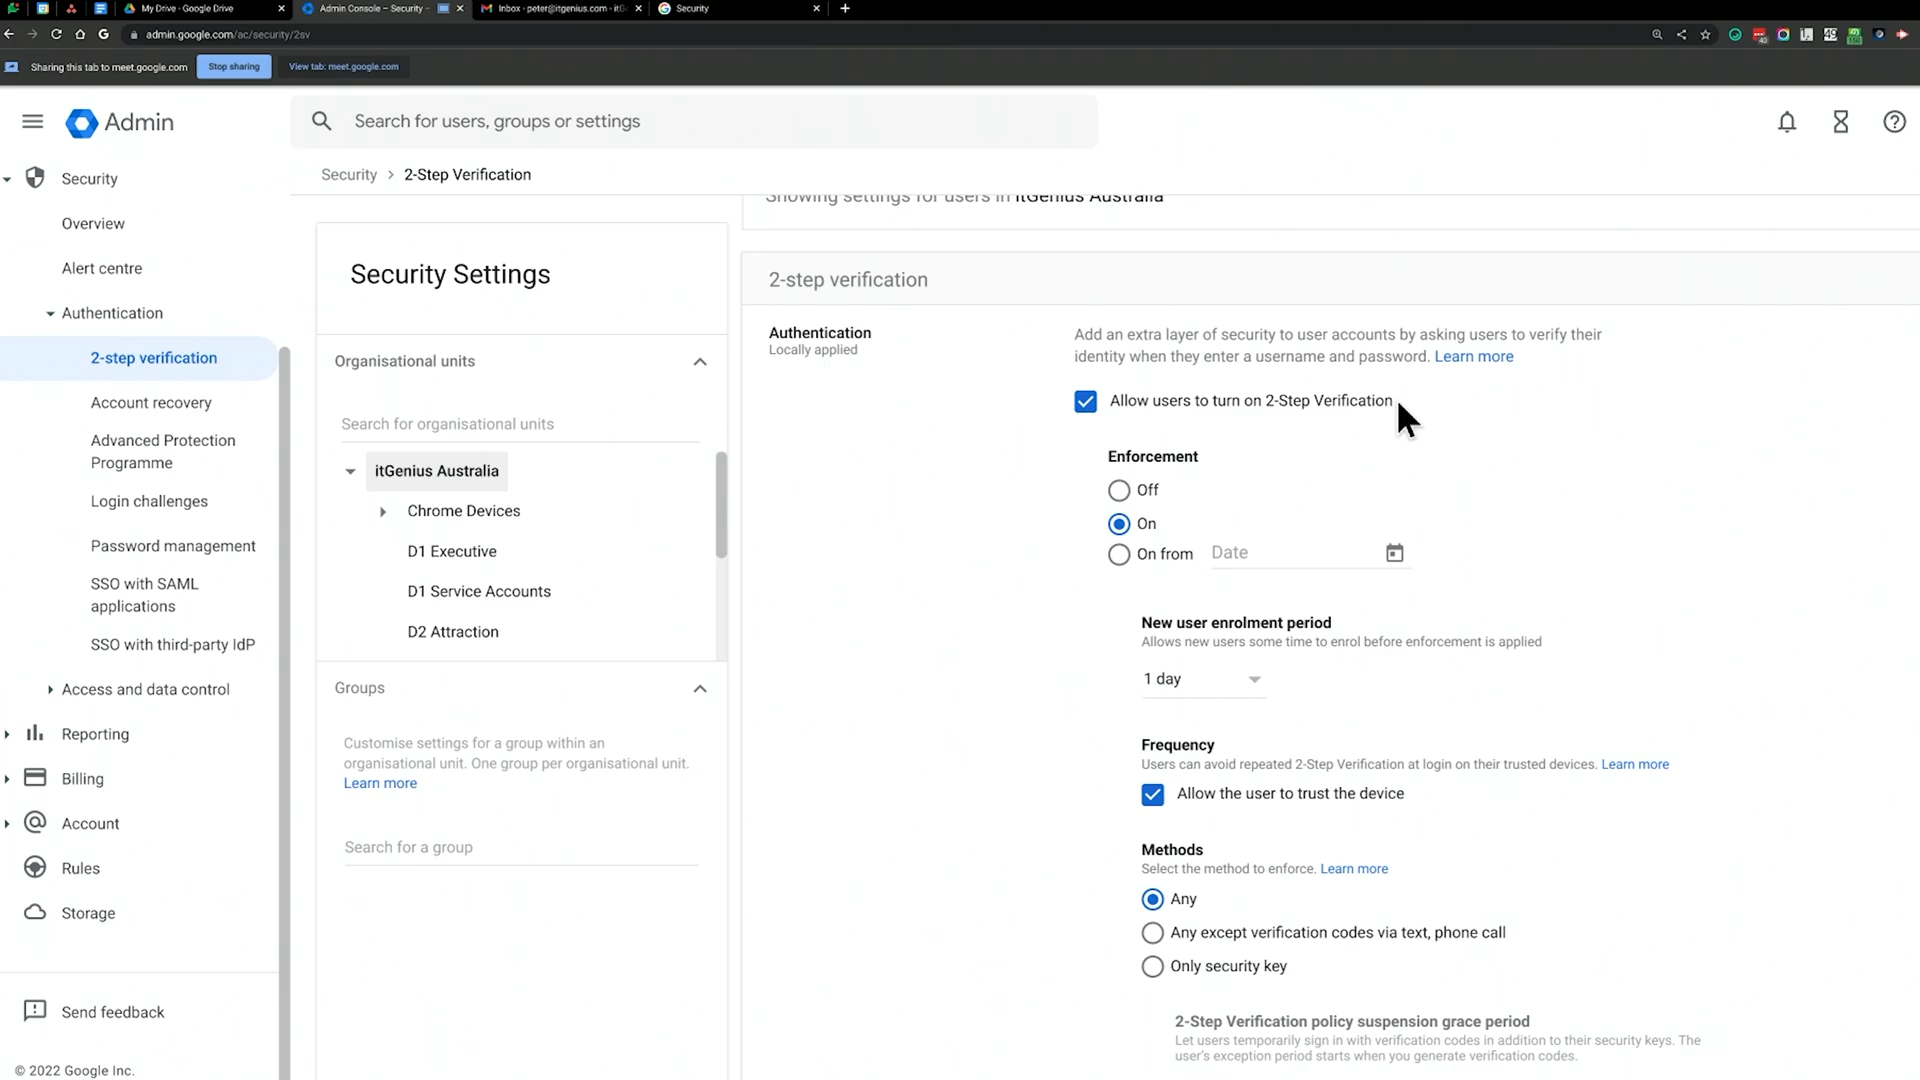 My Drive - Google Drive
Admin Console – Security -
Inbox - peter@itgenius.com - itG
Security
admin.google.com/ac/security/2sv
Sharing this tab to meet.google.com
Stop sharing
View tab: meet.google.com
Admin
Search for users, groups or settings
Security
Overview
Alert centre
Authentication
2-step verification
Account recovery
Advanced Protection
Programme
Login challenges
Password management
SSO with SAML
applications
SSO with third-party IdP
Access and data control
Reporting
Billing
Account
Rules
Storage
Send feedback
© 2022 Google Inc.
Security > 2-Step Verification
Security Settings
Organisational units
Search for organisational units
itGenius Australia
Chrome Devices
D1 Executive
D1 Service Accounts
D2 Attraction
Groups
Customise settings for a group within an
organisational unit. One group per organisational unit.
Learn more
Search for a group
Showing settings for users in itGenius Australia
2-step verification
Authentication
Locally applied
Add an extra layer of security to user accounts by asking users to verify their
identity when they enter a username and password. Learn more
Allow users to turn on 2-Step Verification
Enforcement
Off
On
On from Date
New user enrolment period
Allows new users some time to enrol before enforcement is applied
1 day
Frequency
Users can avoid repeated 2-Step Verification at login on their trusted devices. Learn more
Allow the user to trust the device
Methods
Select the method to enforce. Learn more
Any
Any except verification codes via text, phone call
Only security key
2-Step Verification policy suspension grace period
Let users temporarily sign in with verification codes in addition to their security keys. The
user's exception period starts when you generate verification codes.